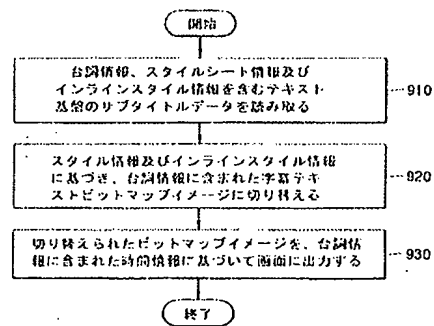 開始
台詞情報、スタイルシート情報及び
インラインスタイル情報を含むテキスト
基盤のサブタイトルデータを読み取る
910
スタイル情報及びインラインスタイル情報
に基づき、台詞情報に含まれた字幕テキ
ストビットマップイメージに切り替える
920
切り替えられたビットマップイメージを、台詞情
報に含まれた時間情報に基づいて画面に出力する
930
終了